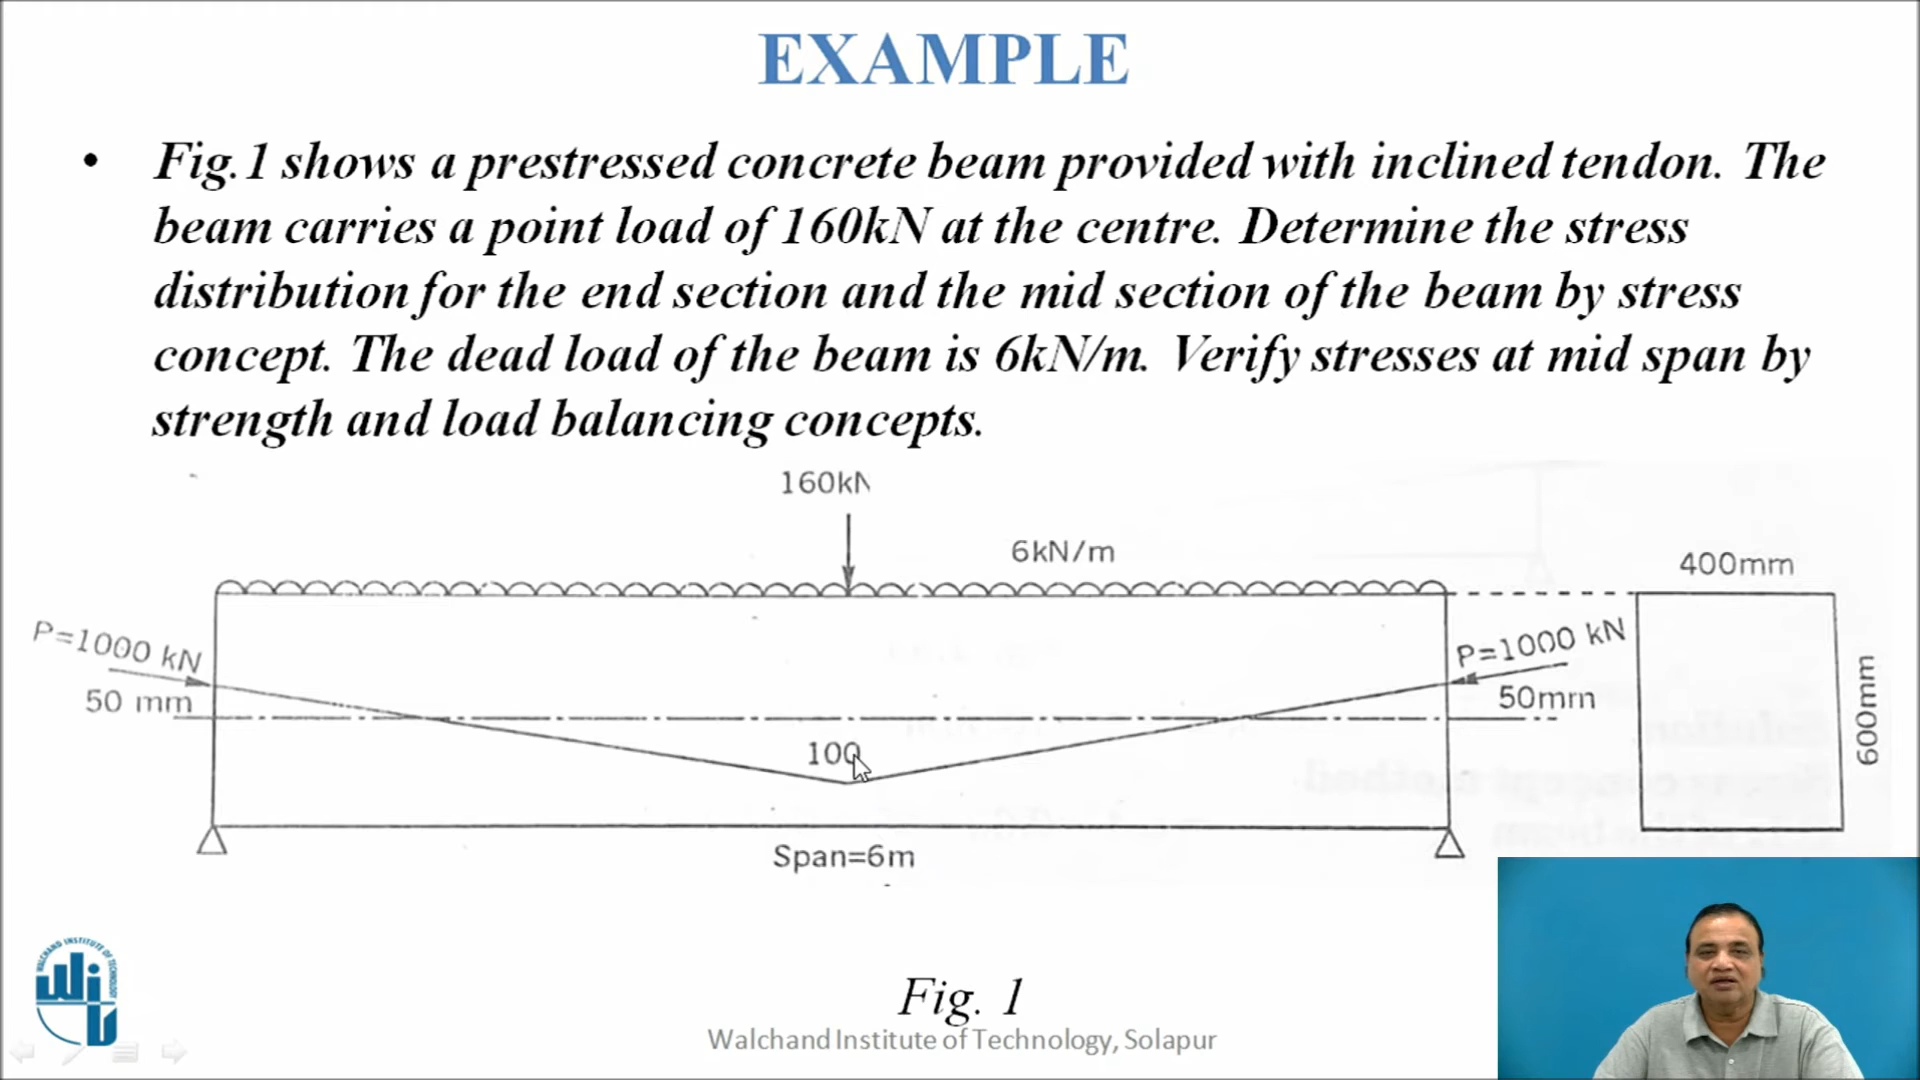 EXAMPLE
• Fig.1 shows a prestressed concrete beam provided with inclined tendon. The
beam carries a point load of 160kN at the centre. Determine the stress
distribution for the end section and the mid section of the beam by stress
concept. The dead load of the beam is 6kN/m. Verify stresses at mid span by
strength and load balancing concepts.
160kN
6kN/m
400mm
P=1000 kN
P=1000 kN
50 mm
50mm
600mm
100
Span=6m
Fig. 1
WALCHAND INSTITUTE OF TECHNOLOGY
Walchand Institute of Technology, Solapur